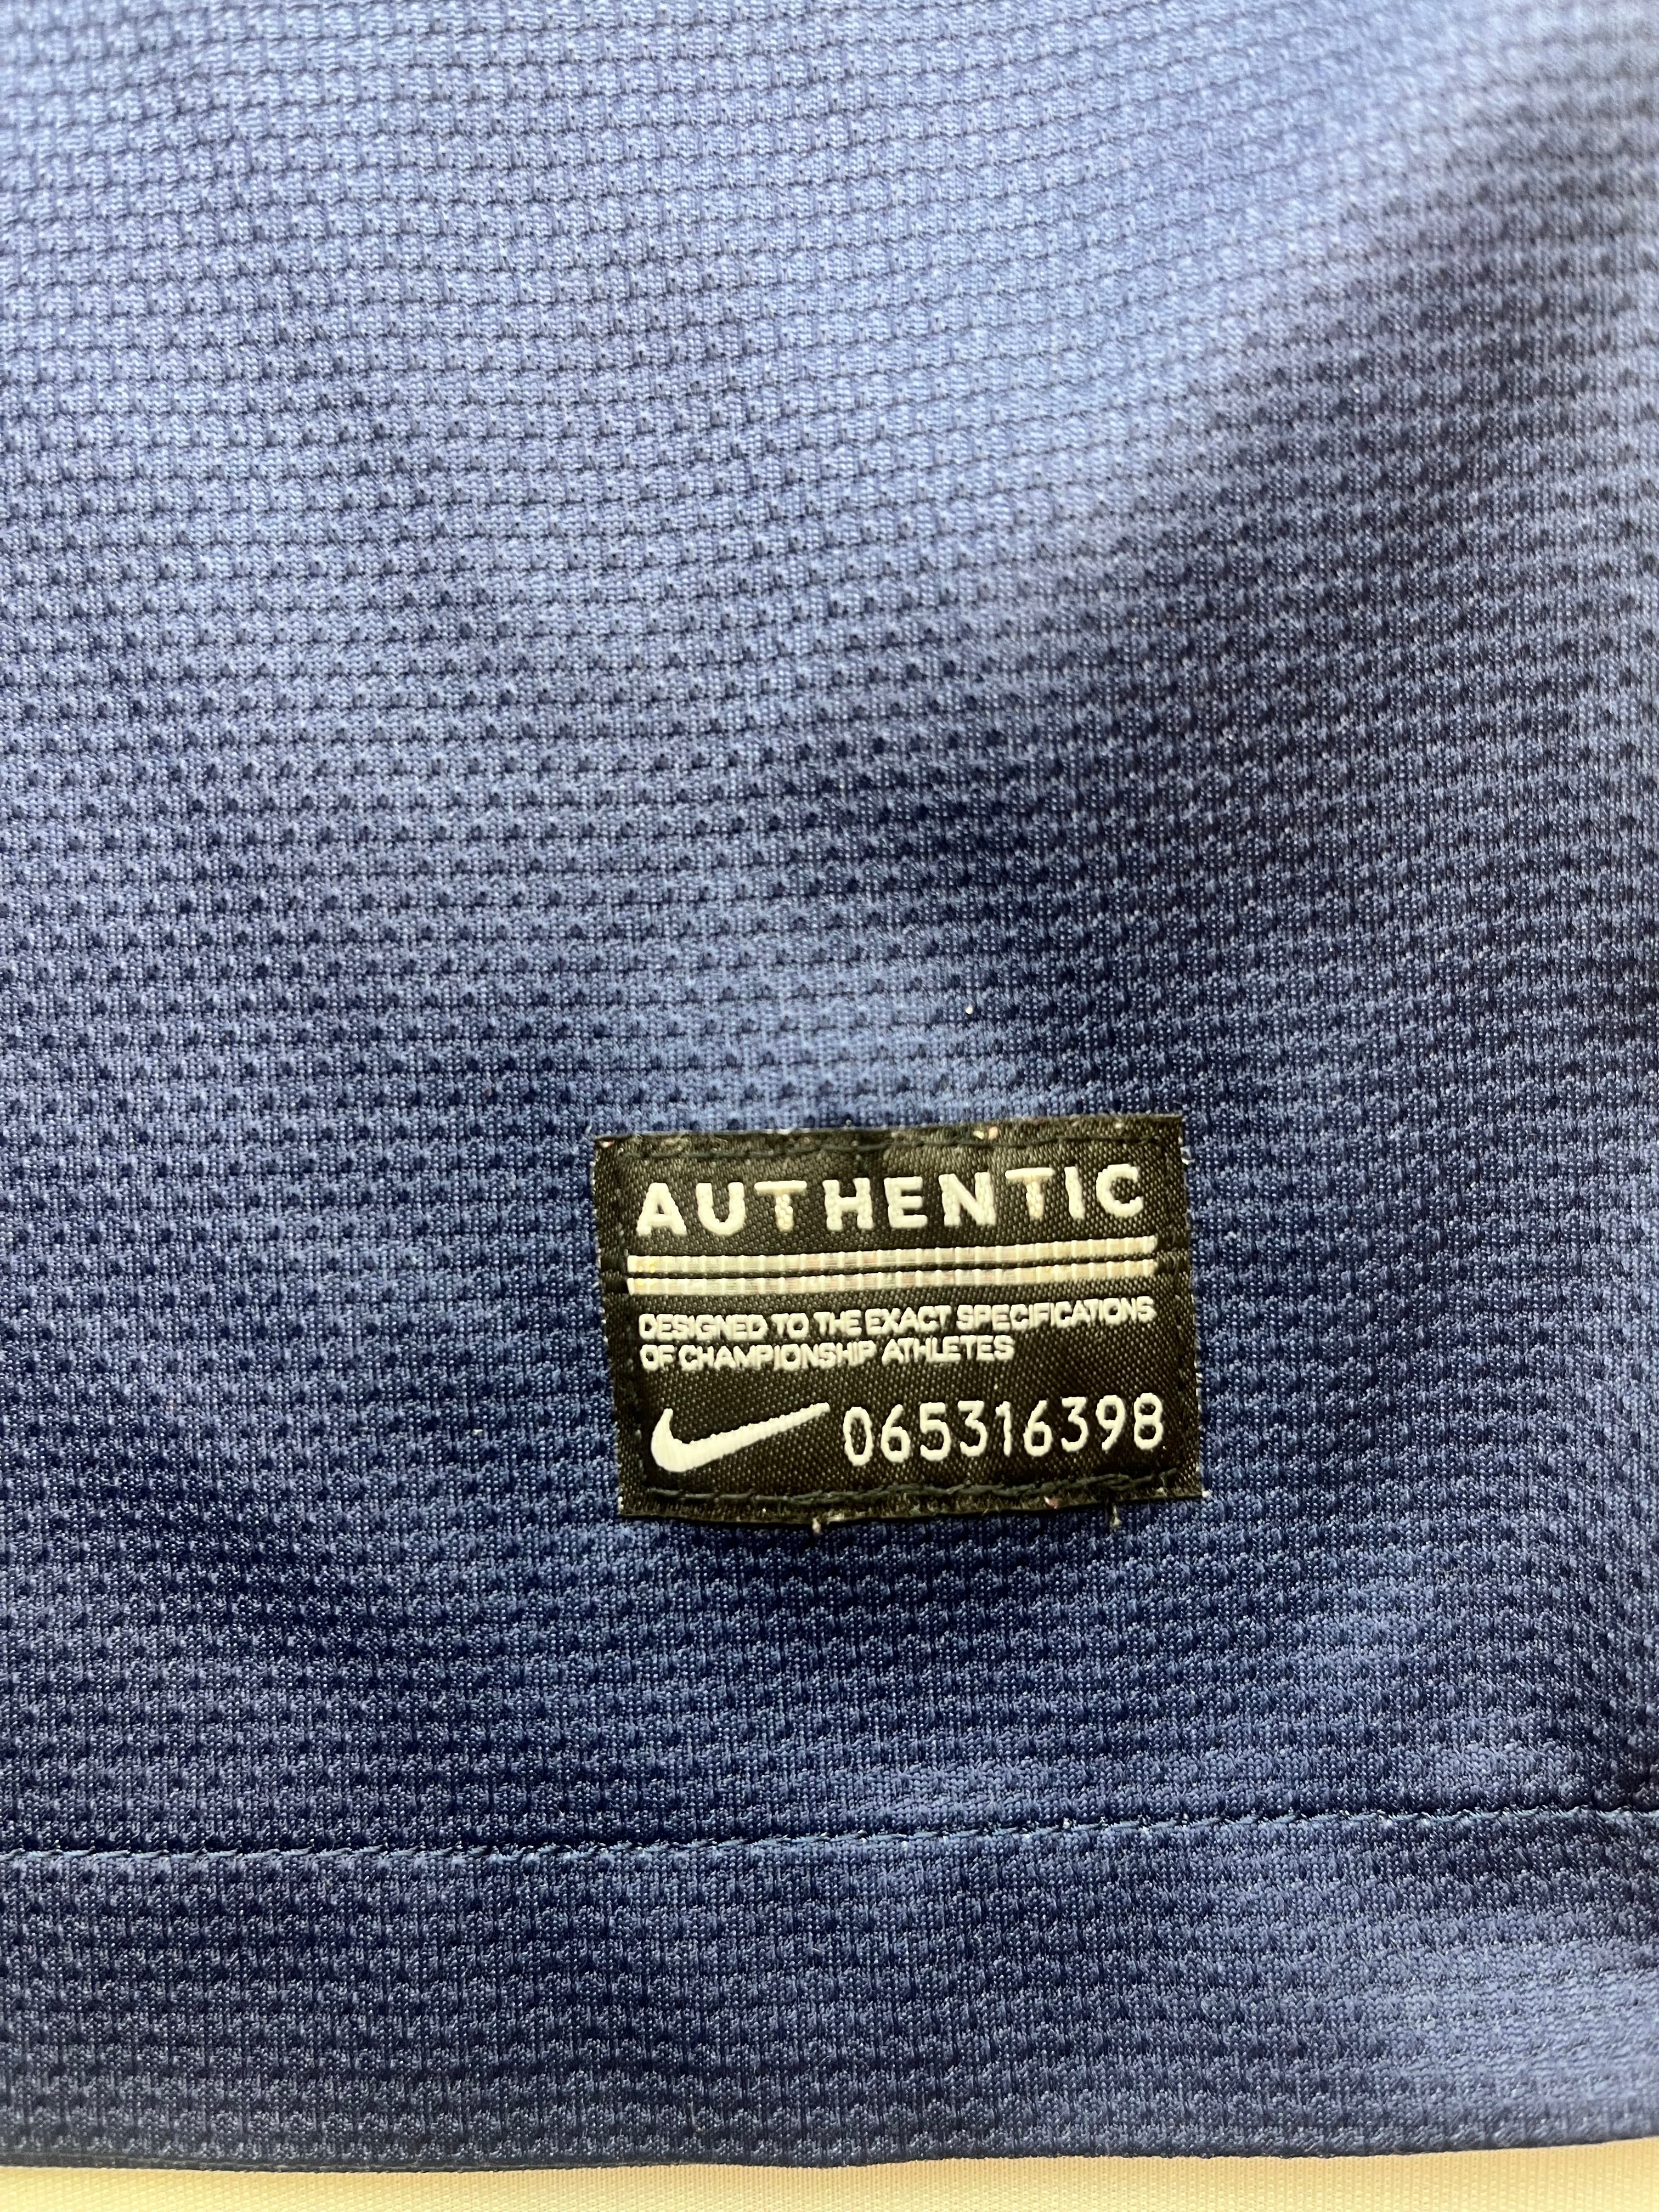 AUTHENTIC
DESIGNED TO THE EXACT SPECIFICATIONS
OF CHAMPIONSHIP ATHLETES
065316398